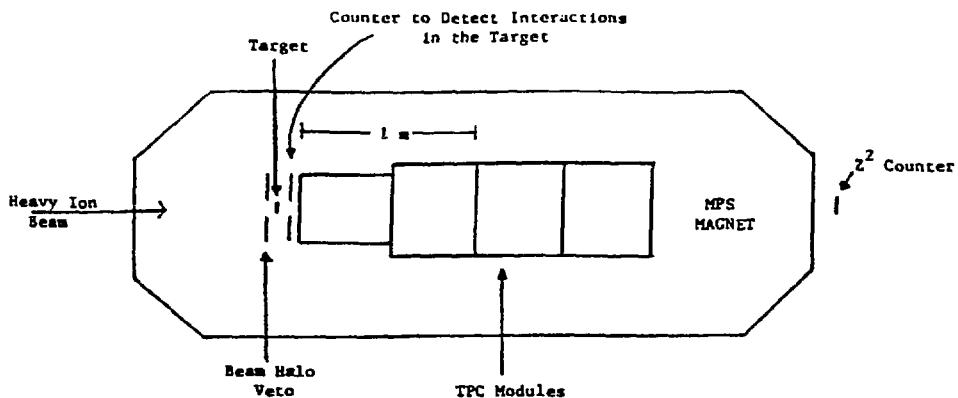 Counter to Detect Interactions
in the Target
Target
1 m
Z² Counter
Heavy Ion
Beam
MPS
MAGNET
Beam Halo
Veto
TPC Modules